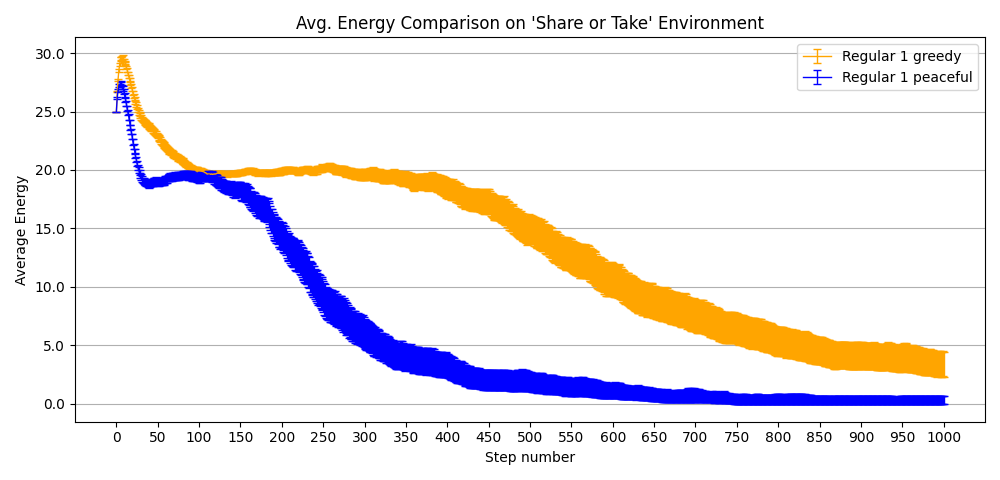 Avg. Energy Comparison on 'Share or Take' Environment
Regular 1 greedy
Regular 1 peaceful
Average Energy
30.0
25.0
20.0
15.0
10.0
5.0
0.0
0 50 100 150 200 250 300 350 400 450 500 550 600 650 700 750 800 850 900 950 1000
Step number